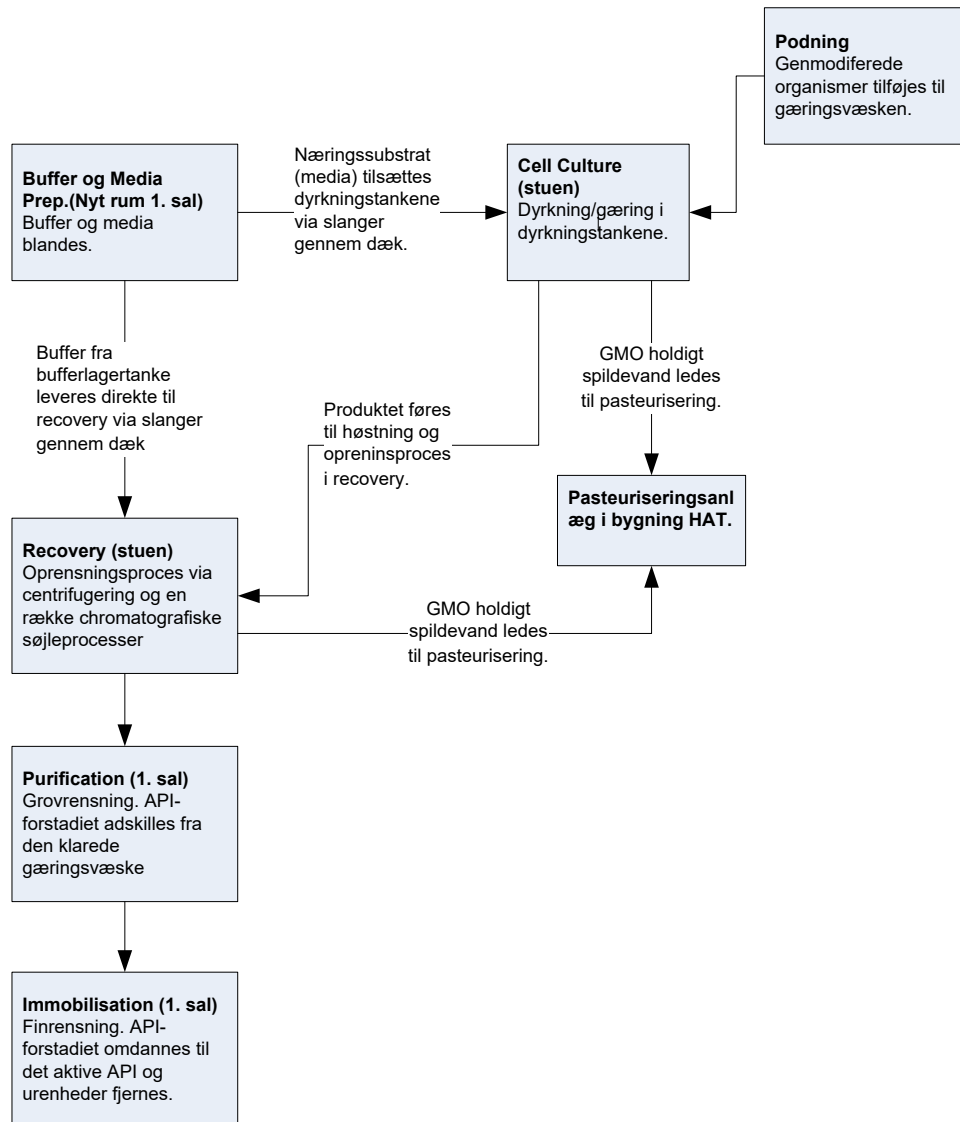 Podning
Genmodiferede
organismer tilføjes til
gæringsvæsken.
Buffer og Media
Prep.(Nyt rum 1. sal)
Buffer og media
blandes.
Næringssubstrat
(media) tilsættes
dyrkningstankene
via slanger
gennem dæk.
Cell Culture
(stuen)
Dyrkning/gæring i
dyrkningstankene.
Buffer fra
bufferlagertanke
leveres direkte til
recovery via slanger
gennem dæk
Produktet føres
til høstning og
opreninsproces
i recovery.
GMO holdigt
spildevand ledes
til pasteurisering.
Pasteuriseringsanl
æg i bygning HAT.
Recovery (stuen)
Oprensningsproces via
centrifugering og en
række chromatografiske
søjleprocesser
GMO holdigt
spildevand ledes
til pasteurisering.
Purification (1. sal)
Grovrensning. API-
forstadiet adskilles fra
den klarede
gæringsvæske
Immobilisation (1. sal)
Finrensning. API-
forstadiet omdannes til
det aktive API og
urenheder fjernes.